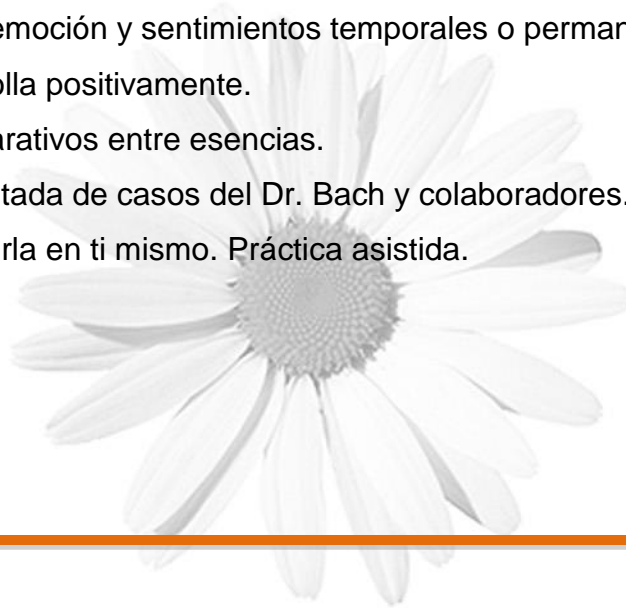 emoción y sentimientos temporales o perman
olla positivamente.
arativos entre esencias.
tada de casos del Dr. Bach y colaboradores.
rla en ti mismo. Práctica asistida.